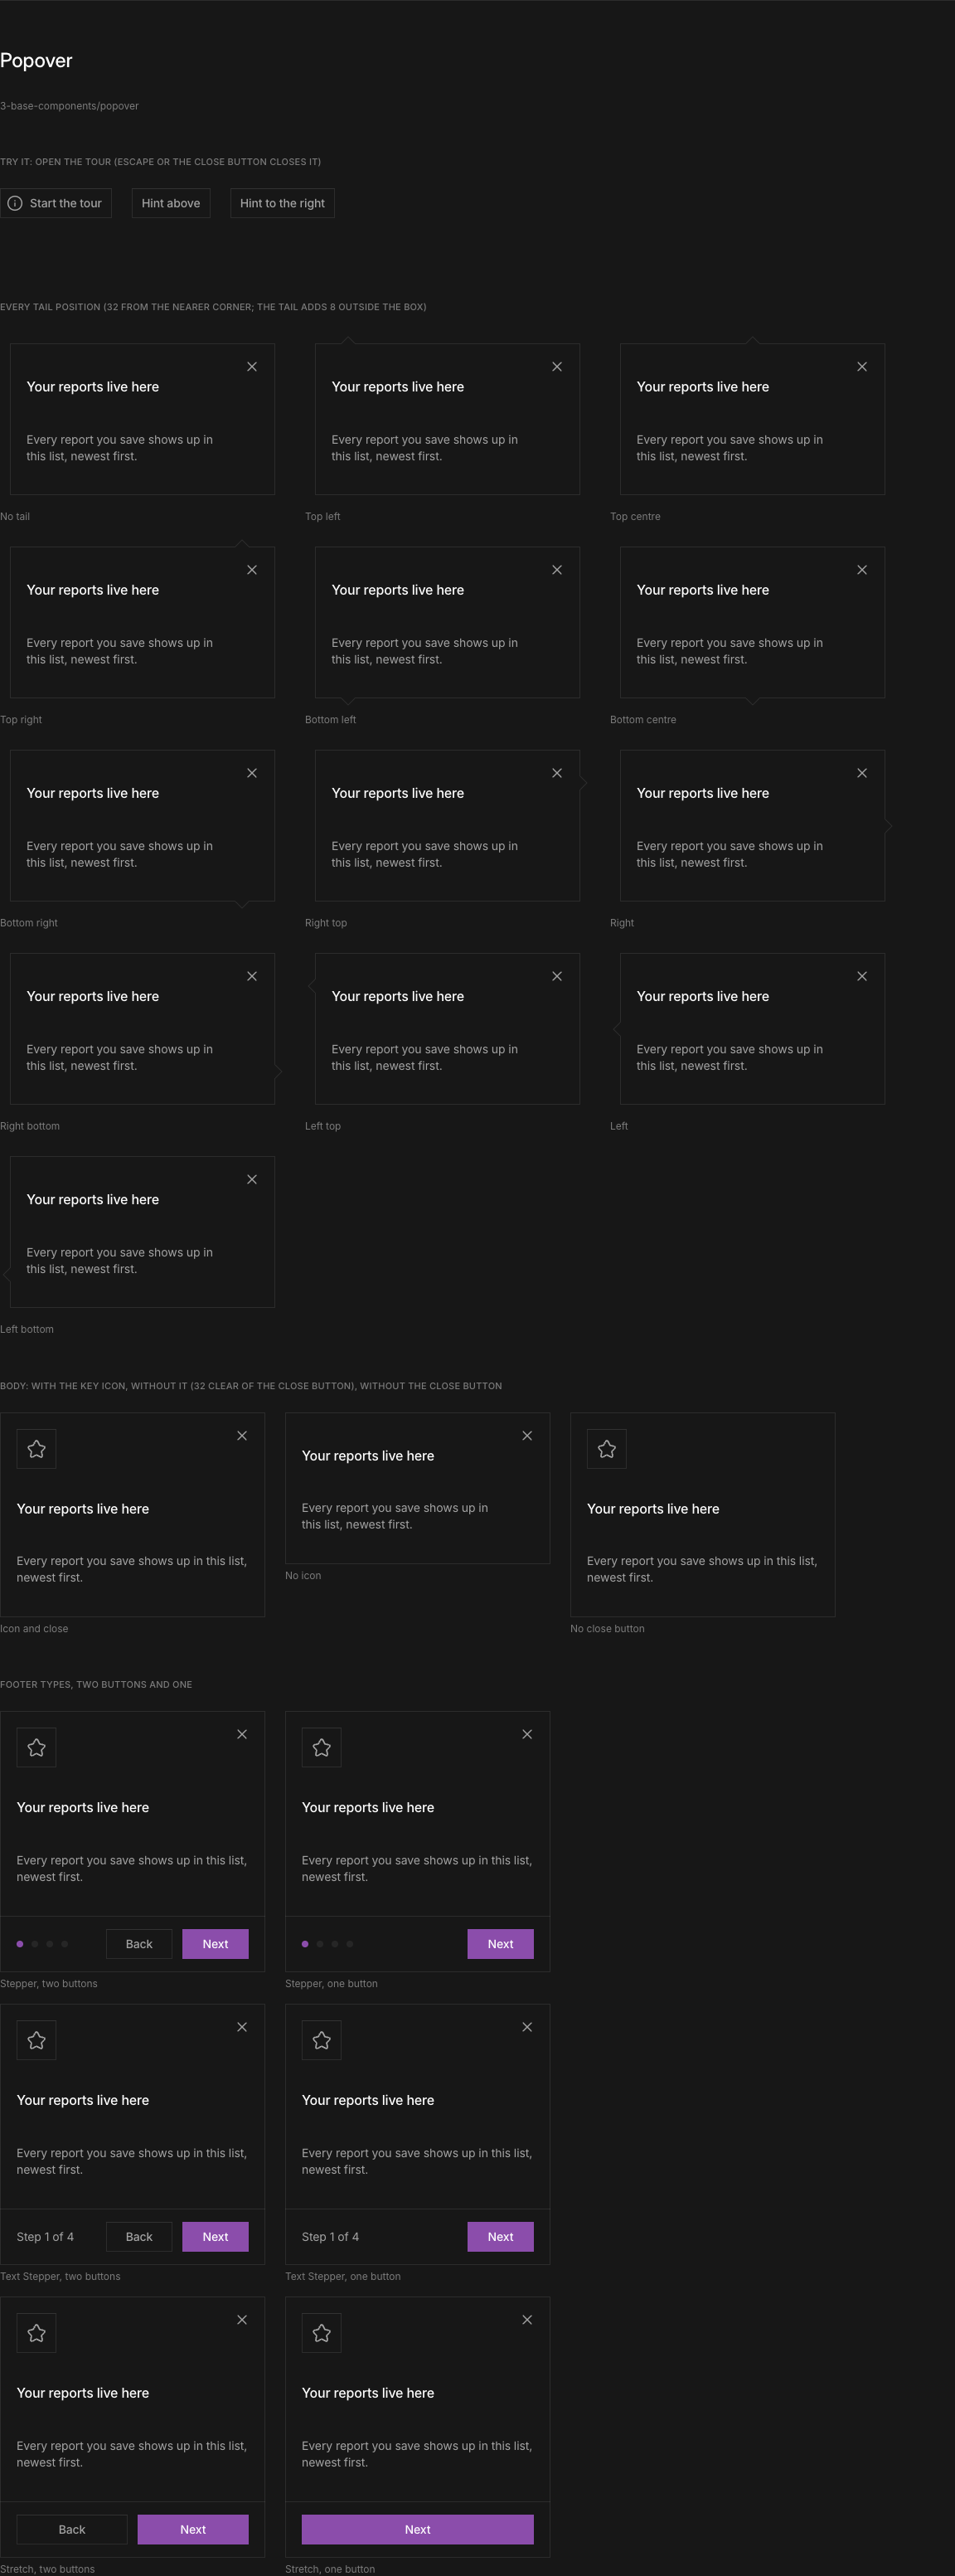 Popover
3-base-components/popover
TRY IT: OPEN THE TOUR (ESCAPE OR THE CLOSE BUTTON CLOSES IT)
Start the tour
Hint above
Hint to the right
EVERY TAIL POSITION (32 FROM THE NEARER CORNER; THE TAIL ADDS 8 OUTSIDE THE BOX)
Your reports live here
Every report you save shows up in
this list, newest first.
No tail
Your reports live here
Every report you save shows up in
this list, newest first.
Top left
Your reports live here
Every report you save shows up in
this list, newest first.
Top centre
Your reports live here
Every report you save shows up in
this list, newest first.
Top right
Your reports live here
Every report you save shows up in
this list, newest first.
Bottom left
Your reports live here
Every report you save shows up in
this list, newest first.
Bottom centre
Your reports live here
Every report you save shows up in
this list, newest first.
Bottom right
Your reports live here
Every report you save shows up in
this list, newest first.
Right top
Your reports live here
Every report you save shows up in
this list, newest first.
Right
Your reports live here
Every report you save shows up in
this list, newest first.
Right bottom
Your reports live here
Every report you save shows up in
this list, newest first.
Left top
Your reports live here
Every report you save shows up in
this list, newest first.
Left
Your reports live here
Every report you save shows up in
this list, newest first.
Left bottom
BODY: WITH THE KEY ICON, WITHOUT IT (32 CLEAR OF THE CLOSE BUTTON), WITHOUT THE CLOSE BUTTON
Your reports live here
Every report you save shows up in this list,
newest first.
Icon and close
Your reports live here
Every report you save shows up in
this list, newest first.
No icon
Your reports live here
Every report you save shows up in this list,
newest first.
No close button
FOOTER TYPES, TWO BUTTONS AND ONE
Your reports live here
Every report you save shows up in this list,
newest first.
Back
Next
Stepper, two buttons
Your reports live here
Every report you save shows up in this list,
newest first.
Next
Stepper, one button
Your reports live here
Every report you save shows up in this list,
newest first.
Step 1 of 4
Back
Next
Text Stepper, two buttons
Your reports live here
Every report you save shows up in this list,
newest first.
Step 1 of 4
Next
Text Stepper, one button
Your reports live here
Every report you save shows up in this list,
newest first.
Back
Next
Stretch, two buttons
Your reports live here
Every report you save shows up in this list,
newest first.
Next
Stretch, one button